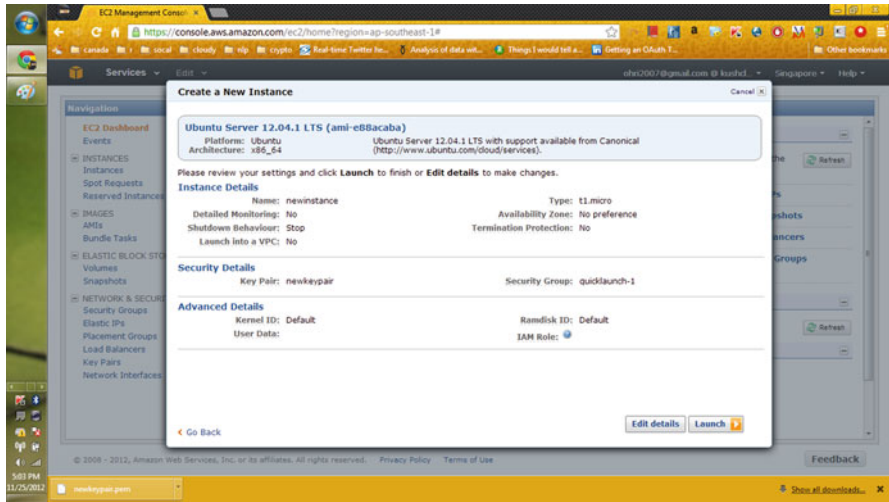 EC2 Management Consol
https://console.aws.amazon.com/ec2/home?region=ap-southeast-1#
canada
social
cloudy
nip
crypto
Real-time Twitter he...
Analysis of data wit...
Things I would tell a...
Getting an OAuth T...
Other bookmarks
Services
Edit
Singapore
Help
Navigation
EC2 Dashboard
Events
INSTANCES
Instances
Spot Requests
Reserved Instances
IMAGES
AMIs
Bundle Tasks
ELASTIC BLOCK STO
Volumes
Snapshots
NETWORK & SECURI
Security Groups
Elastic IPs
Placement Groups
Load Balancers
Key Pairs
Network Interfaces
Create a New Instance
Cancel
Ubuntu Server 12.04.1 LTS (ami-e88acaba)
Platform: Ubuntu
Architecture: x86_64
Ubuntu Server 12.04.1 LTS with support available from Canonical
(http://www.ubuntu.com/cloud/services).
Please review your settings and click Launch to finish or Edit details to make changes.
Instance Details
Name: newinstance
Type: t1.micro
Detailed Monitoring: No
Availability Zone: No preference
Shutdown Behaviour: Stop
Termination Protection: No
Launch into a VPC: No
Security Details
Key Pair: newkeypair
Security Group: quicklaunch-1
Advanced Details
Kernel ID: Default
Ramdisk ID: Default
User Data:
IAM Role:
Go Back
Edit details
Launch
the
Refresh
pshots
ancers
Groups
Refresh
© 2008 - 2012, Amazon Web Services, Inc. or its affiliates. All rights reserved.
Privacy Policy
Terms of Use
Feedback
newkeypair.pem
Show all downloads...
5:03 PM
11/25/2012